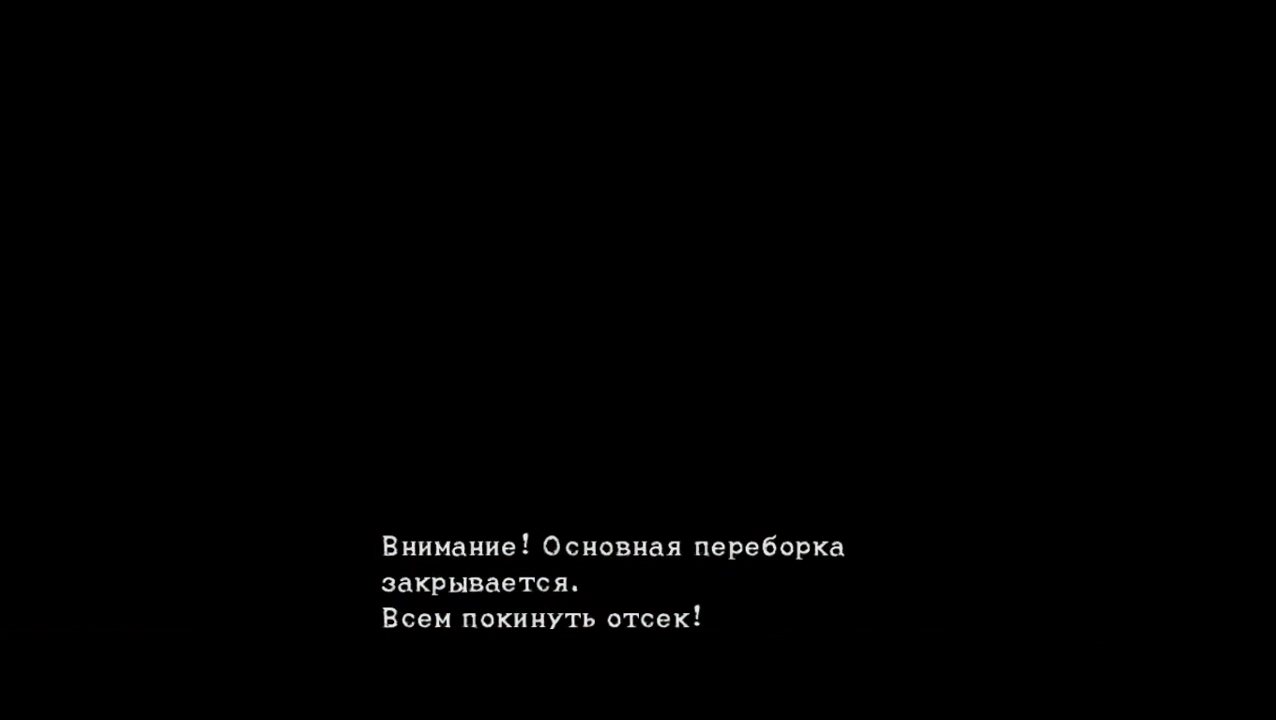 Внимание! Основная переборка
закрывается.
Всем покинуть отсек!